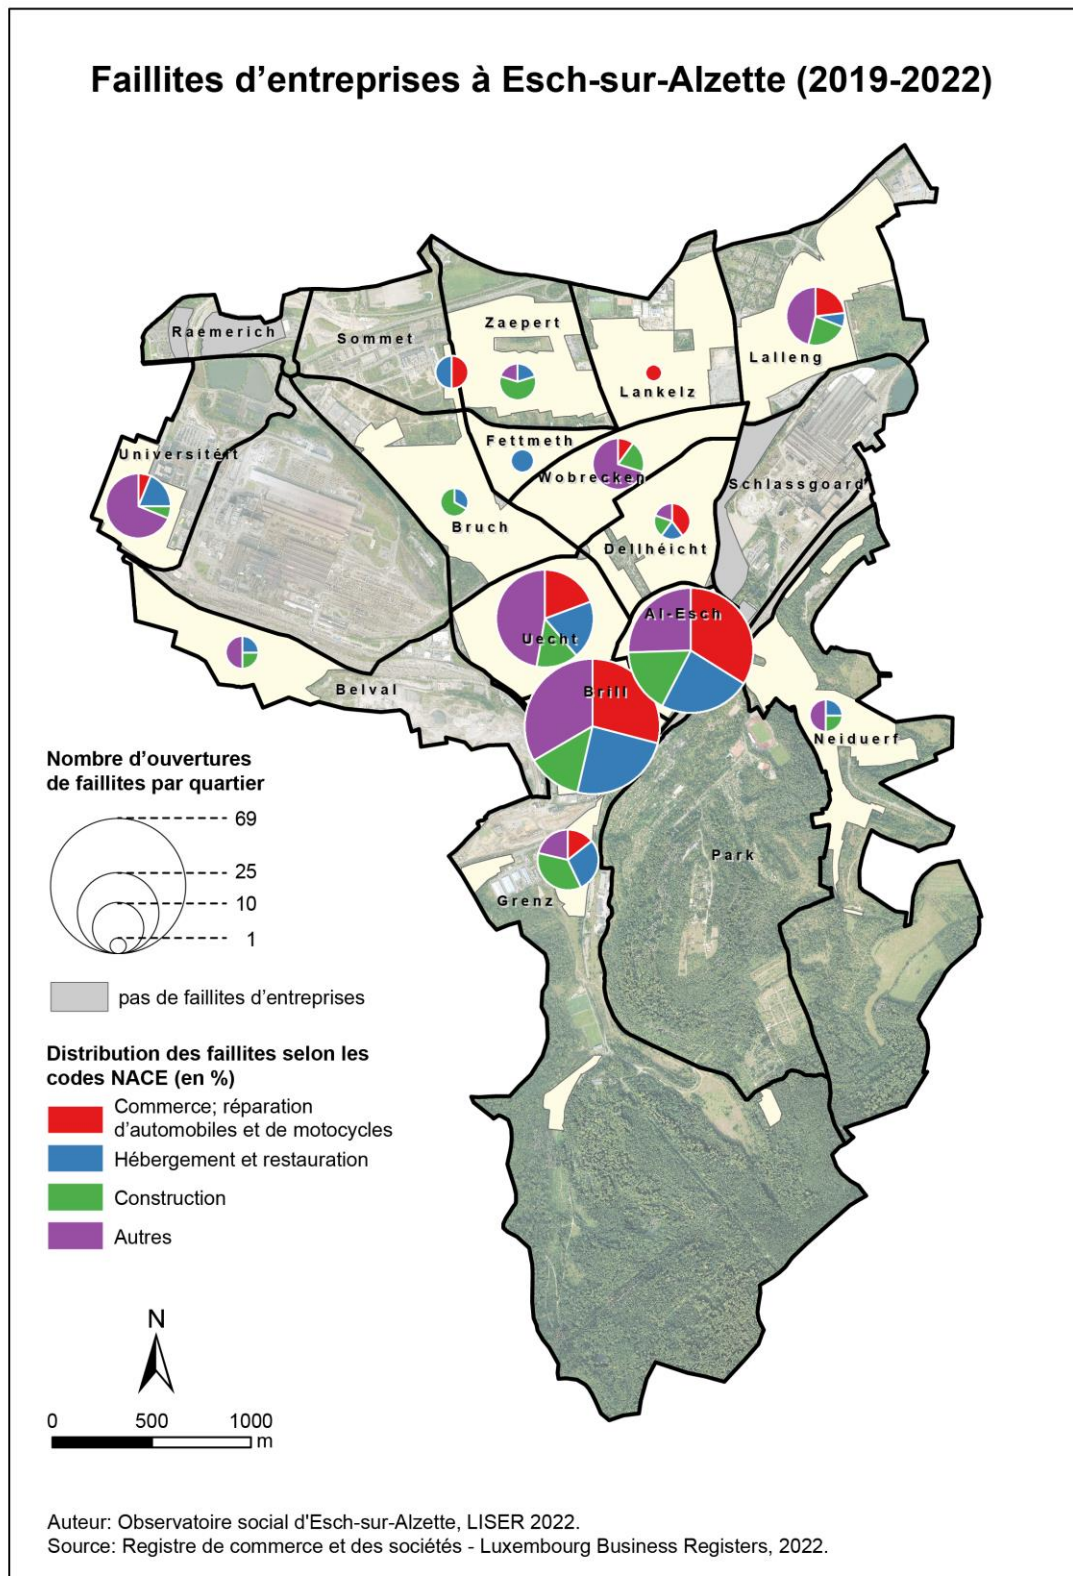 Faillites d’entreprises à Esch-sur-Alzette (2019-2022)
Raemerich
Sommet
Zaepert
Lankelz
Lalleng
Universitéit
Fettmeth
Wobrecken
Schlassgoard
Bruch
Dellhéicht
Uecht
Al-Esch
Brill
Belval
Neiduerf
Park
Grenz
Nombre d’ouvertures
de faillites par quartier
69
25
10
1
pas de faillites d’entreprises
Distribution des faillites selon les
codes NACE (en %)
Commerce; réparation
d’automobiles et de motocycles
Hébergement et restauration
Construction
Autres
N
0 500 1000
m
Auteur: Observatoire social d'Esch-sur-Alzette, LISER 2022.
Source: Registre de commerce et des sociétés - Luxembourg Business Registers, 2022.